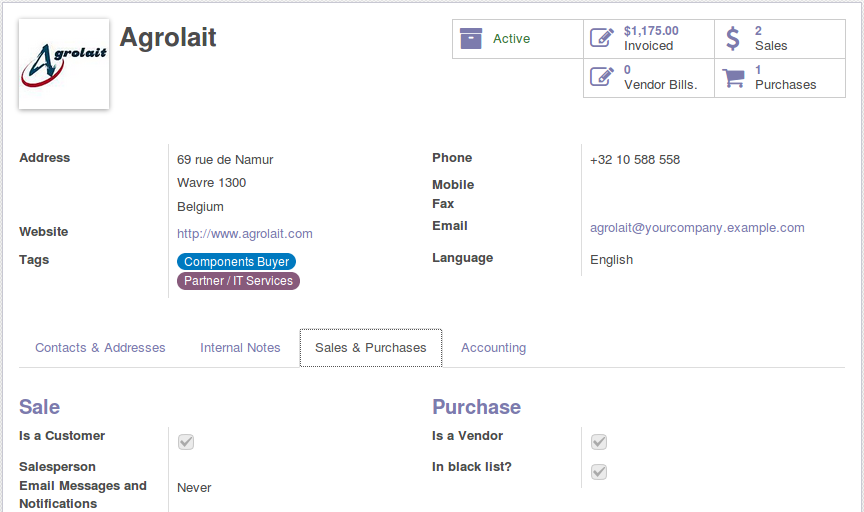 Agrolait
Agrolait
Active
$1,175.00
Invoiced
2
Sales
0
Vendor Bills.
1
Purchases
Address
69 rue de Namur
Wavre 1300
Belgium
Website
http://www.agrolait.com
Tags
Components Buyer
Partner / IT Services
Phone
+32 10 588 558
Mobile
Fax
Email
agrolait@yourcompany.example.com
Language
English
Contacts & Addresses
Internal Notes
Sales & Purchases
Accounting
Sale
Is a Customer
Salesperson
Email Messages and
Notifications
Never
Purchase
Is a Vendor
In black list?